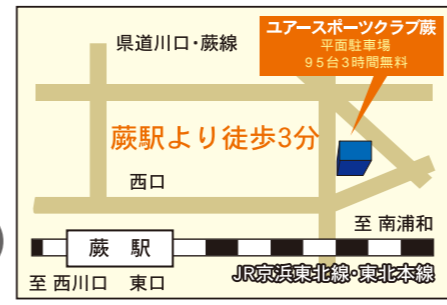 ユアースポーツクラブ蕨
平面駐車場
95台3時間無料
県道川口・蕨線
蕨駅より徒歩3分
西口
至 南浦和
蕨 駅
JR京浜東北線・東北本線
至 西川口 東口